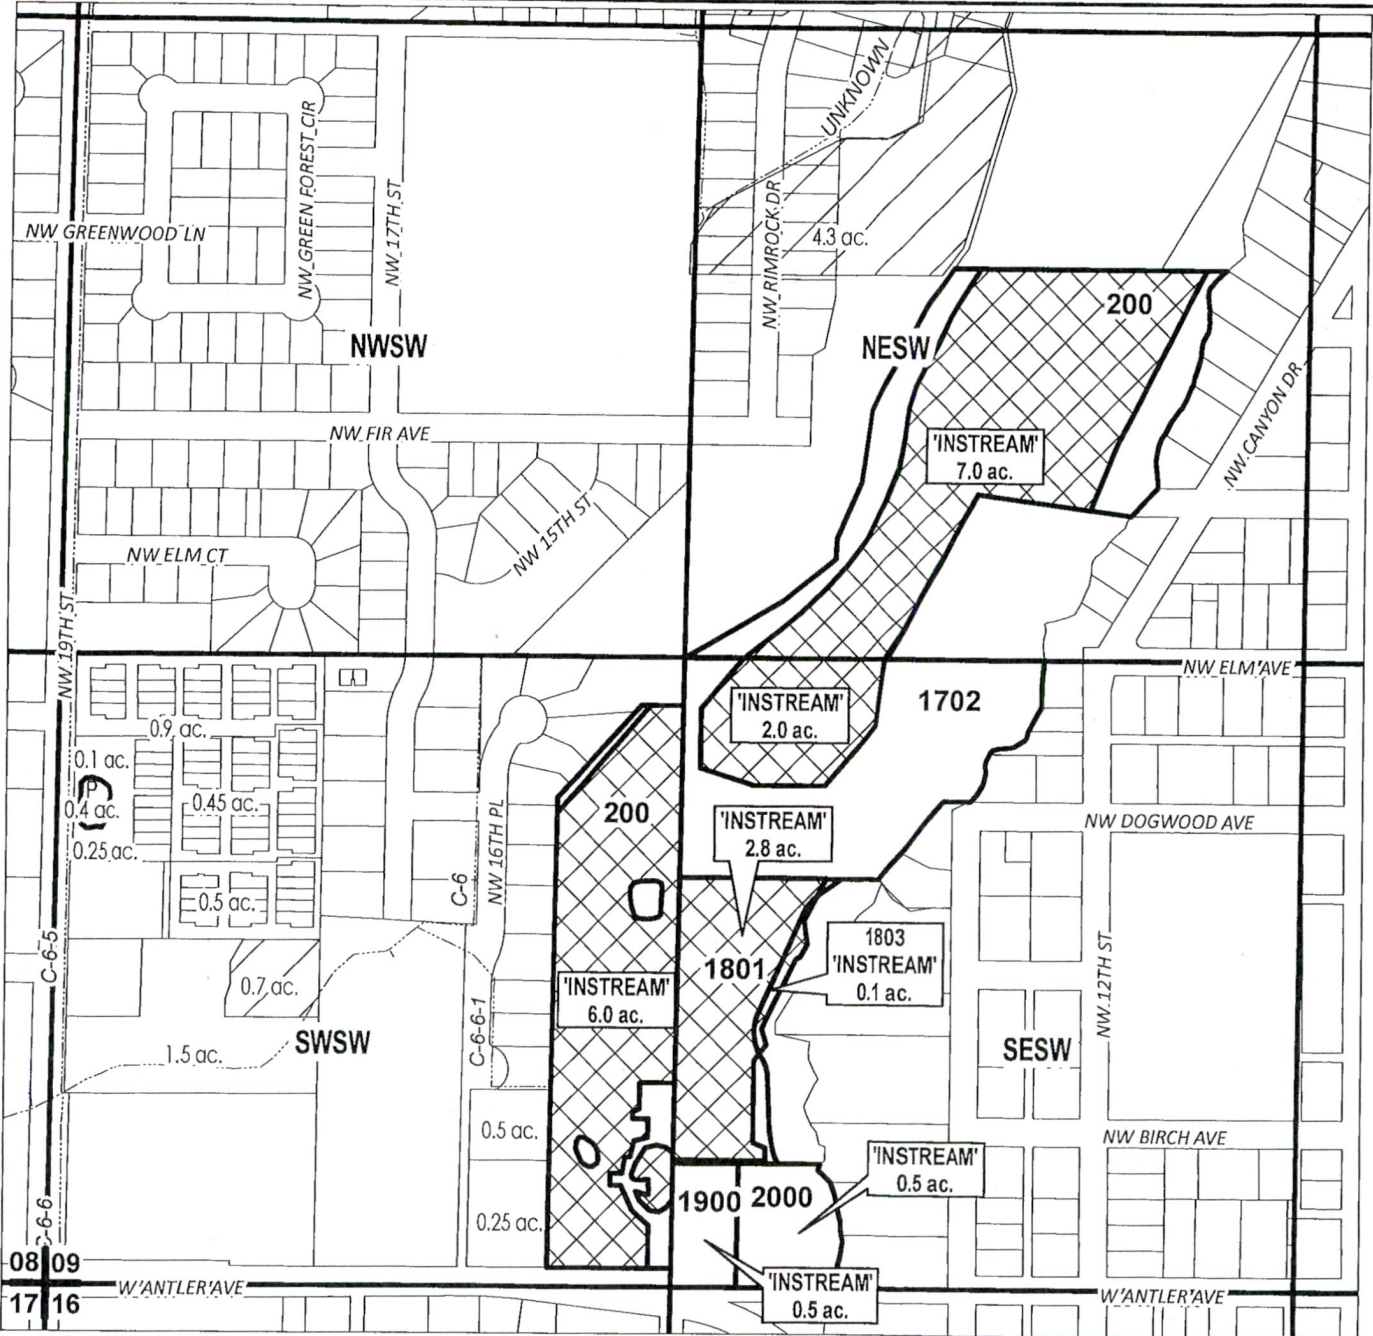 UNKNOWN
NW GREEN FOREST CIR
NW 17TH ST
NW RIMROCK DR
NW GREENWOOD LN
4.3 ac.
200
NWSW
NESW
NW CANYON DR
NW FIR AVE
'INSTREAM'
7.0 ac.
NW 15TH ST
NW ELM CT
NW 19TH ST
NW ELM AVE
'INSTREAM'
2.0 ac.
1702
0.9 ac.
0.1 ac.
P
0.4 ac.
0.45 ac.
0.25 ac.
200
NW 16TH PL
'INSTREAM'
2.8 ac.
NW DOGWOOD AVE
C-6
0.5 ac.
1803
'INSTREAM'
0.1 ac.
C-6-5
1801
NW 12TH ST
0.7 ac.
'INSTREAM'
6.0 ac.
C-6-6-1
SWSW
1.5 ac.
SESW
0.5 ac.
NW BIRCH AVE
'INSTREAM'
0.5 ac.
1900
2000
0.25 ac.
C-6-6
08 09
17 16
W ANTLER AVE
'INSTREAM'
0.5 ac.
W ANTLER AVE